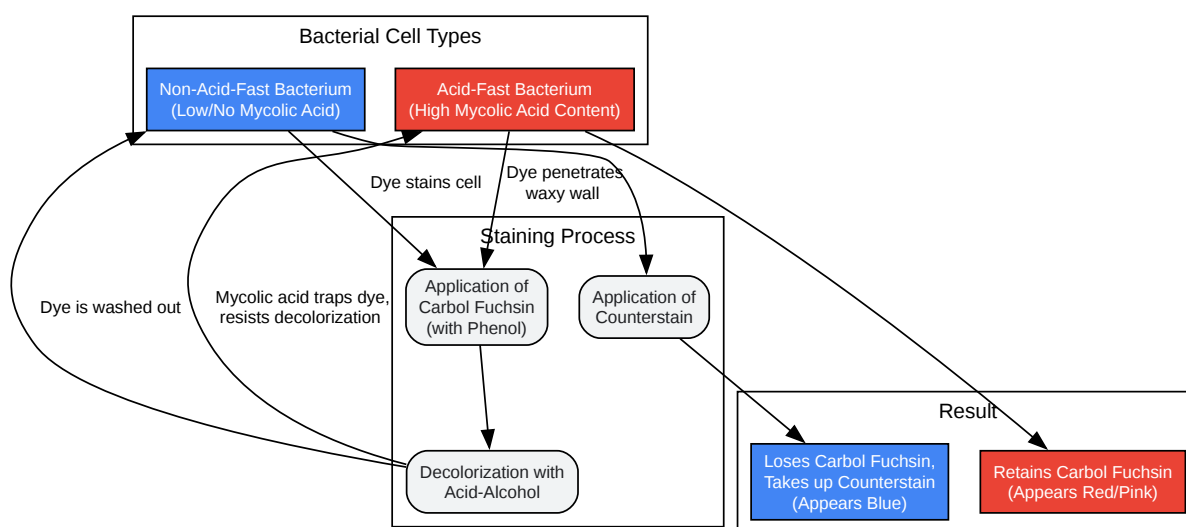 Bacterial Cell Types
Non-Acid-Fast Bacterium
(Low/No Mycolic Acid)
Acid-Fast Bacterium
(High Mycolic Acid Content)
Dye stains cell
Dye penetrates
waxy wall
Staining Process
Application of
Carbol Fuchsin
(with Phenol)
Application of
Counterstain
Dye is washed out
Mycolic acid traps dye,
resists decolorization
Decolorization with
Acid-Alcohol
Result
Loses Carbol Fuchsin,
Takes up Counterstain
(Appears Blue)
Retains Carbol Fuchsin
(Appears Red/Pink)